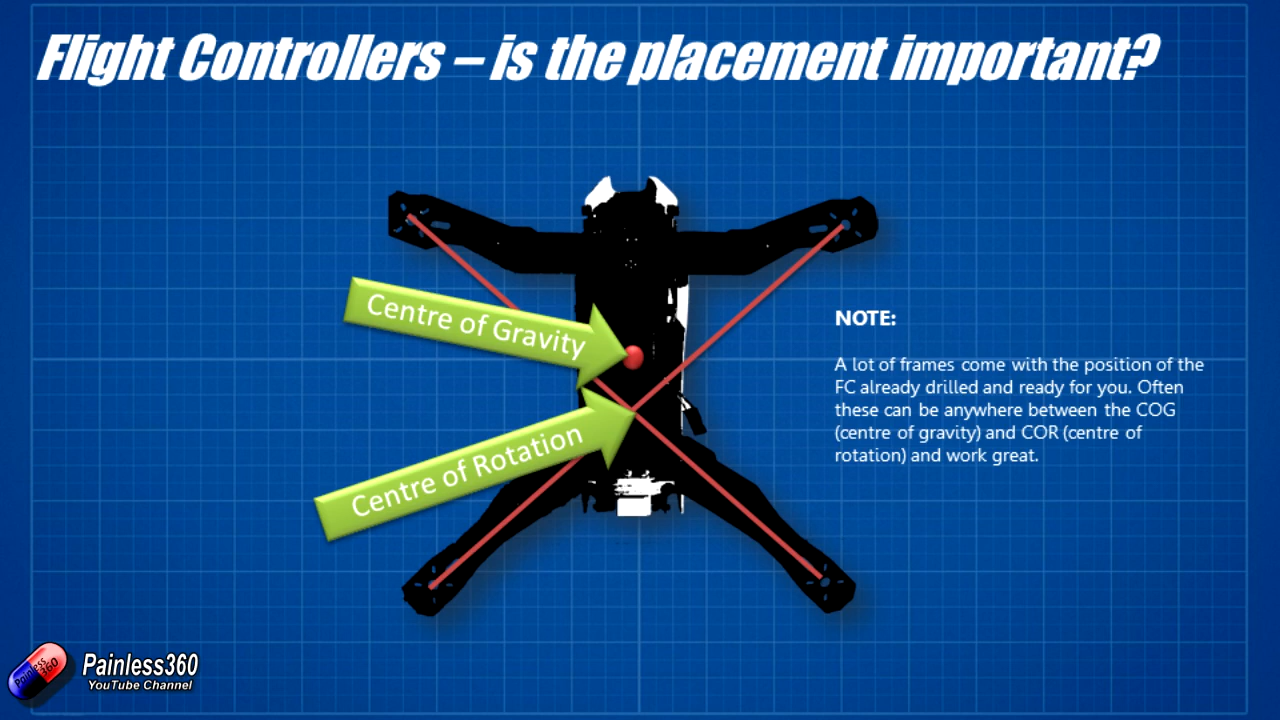 Flight Controllers – is the placement important?
Centre of Gravity
Centre of Rotation
NOTE:
A lot of frames come with the position of the
FC already drilled and ready for you. Often
these can be anywhere between the COG
(centre of gravity) and COR (centre of
rotation) and work great.
Painless
360
Painless360
YouTube Channel